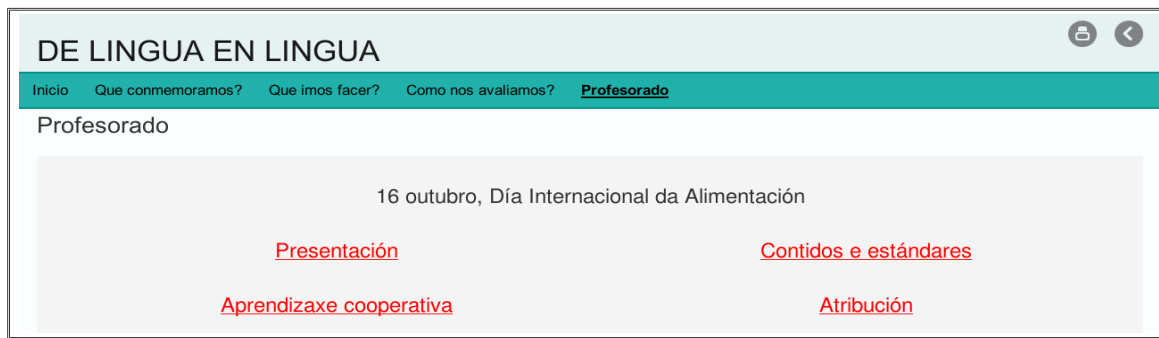 DE LINGUA EN LINGUA
Inicio Que conmemoramos? Que imos facer? Como nos avaliamos? Profesorado
Profesorado
16 outubro, Día Internacional da Alimentación
Presentación Contidos e estándares
Aprendizaxe cooperativa Atribución